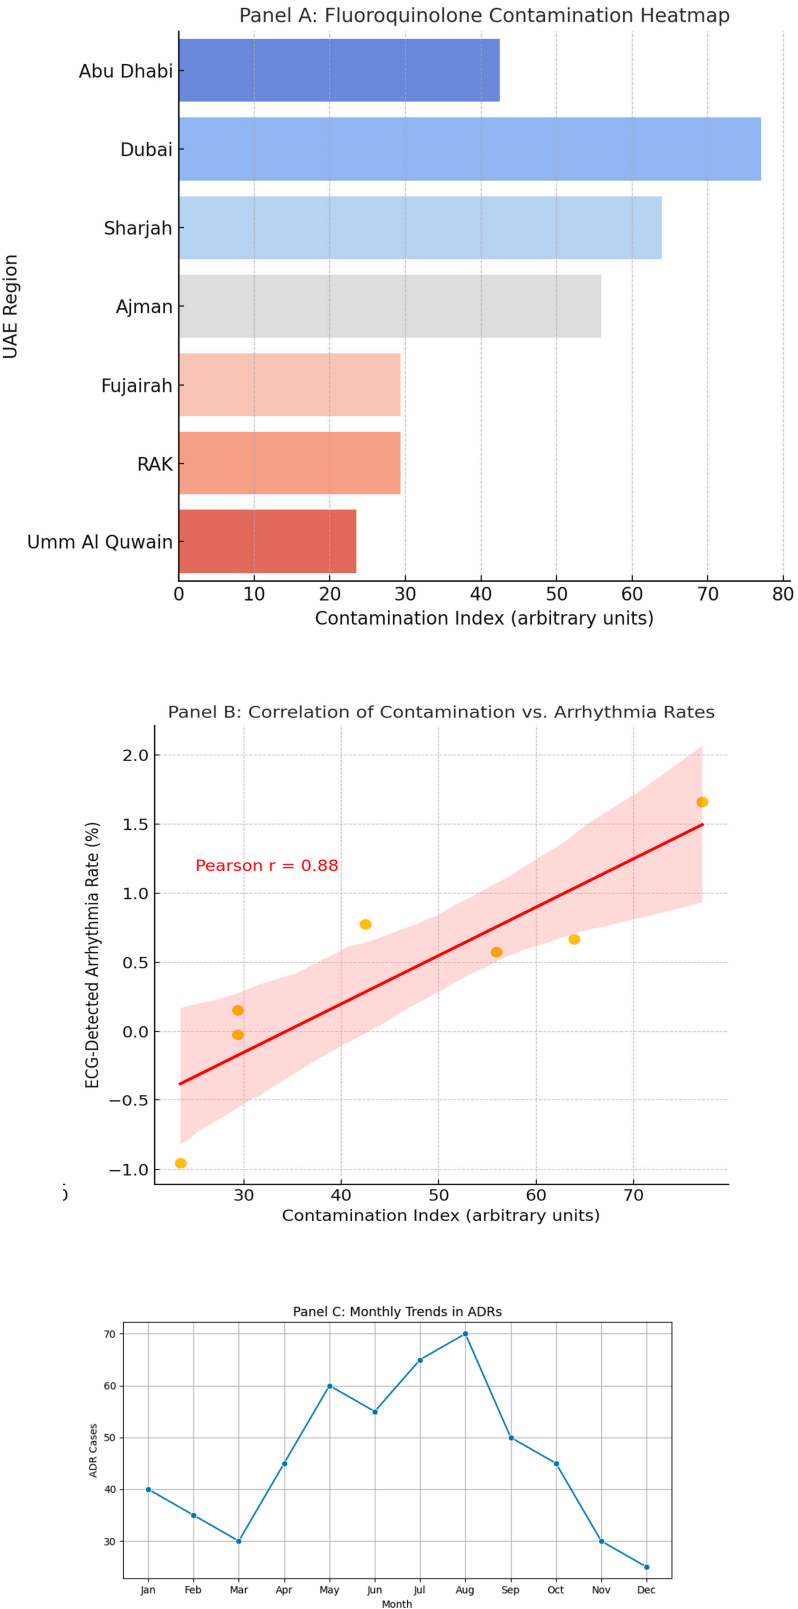 Panel A: Fluoroquinolone Contamination Heatmap
UAE Region
Abu Dhabi
Dubai
Sharjah
Ajman
Fujairah
RAK
Umm Al Quwain
0 10 20 30 40 50 60 70 80
Contamination Index (arbitrary units)
Panel B: Correlation of Contamination vs. Arrhythmia Rates
ECG-Detected Arrhythmia Rate (%)
2.0
1.5
Pearson r = 0.88
1.0
0.5
0.0
−0.5
−1.0
30 40 50 60 70
Contamination Index (arbitrary units)
Panel C: Monthly Trends in ADRs
ADR Cases
70
60
50
40
30
Jan Feb Mar Apr May Jun Jul Aug Sep Oct Nov Dec
Month